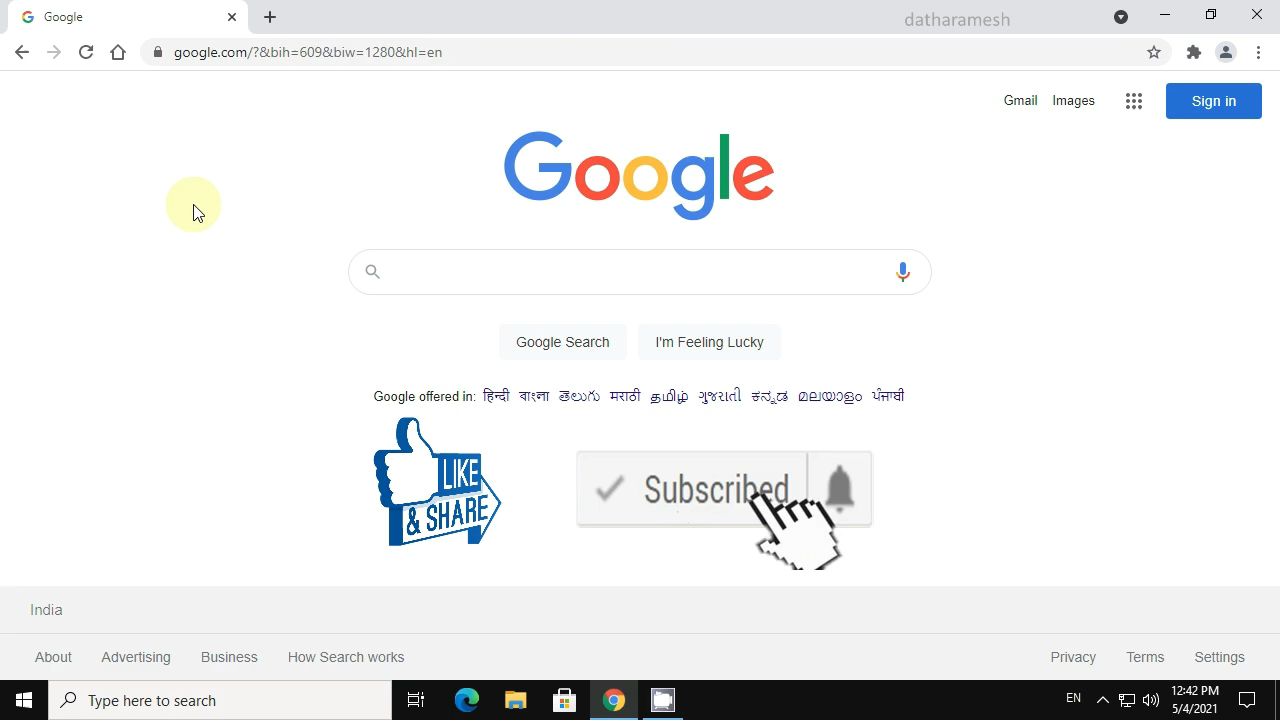 Google
datharamesh
google.com/?&bih=609&biw=1280&hl=en
Gmail Images Sign in
Google
Google Search I'm Feeling Lucky
Google offered in: हिन्दी বাংলা తెలుగు मराठी தமிழ் ગુજરાતી ಕನ್ನಡ മലയാളം ਪੰਜਾਬੀ
LIKE
& SHARE
Subscribed
India
About Advertising Business How Search works Privacy Terms Settings
Type here to search
EN
12:42 PM
5/4/2021